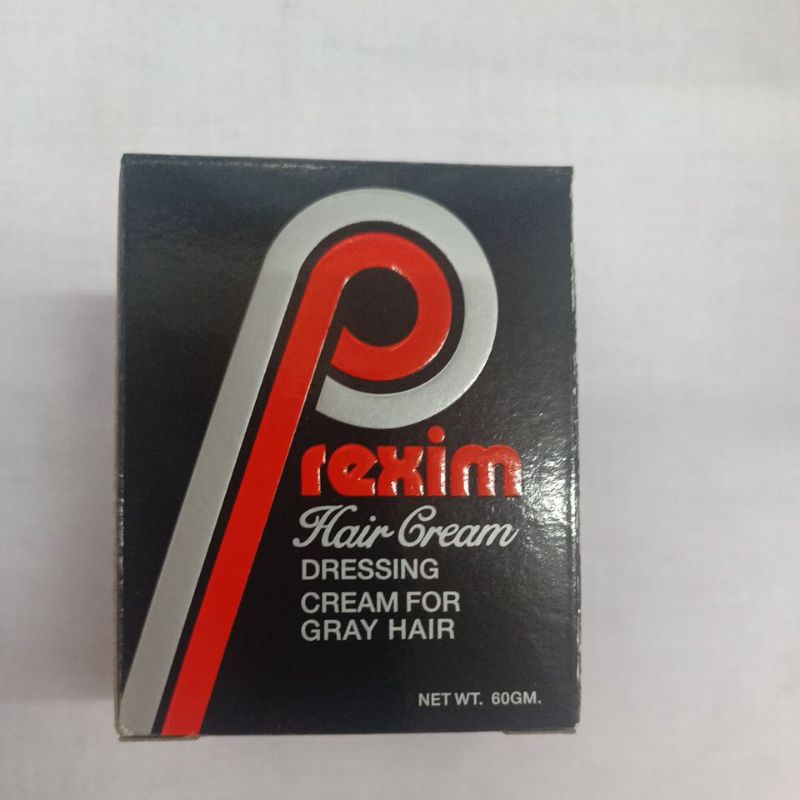 Prexim
Hair Cream
DRESSING
CREAM FOR
GRAY HAIR
NET WT. 60GM.